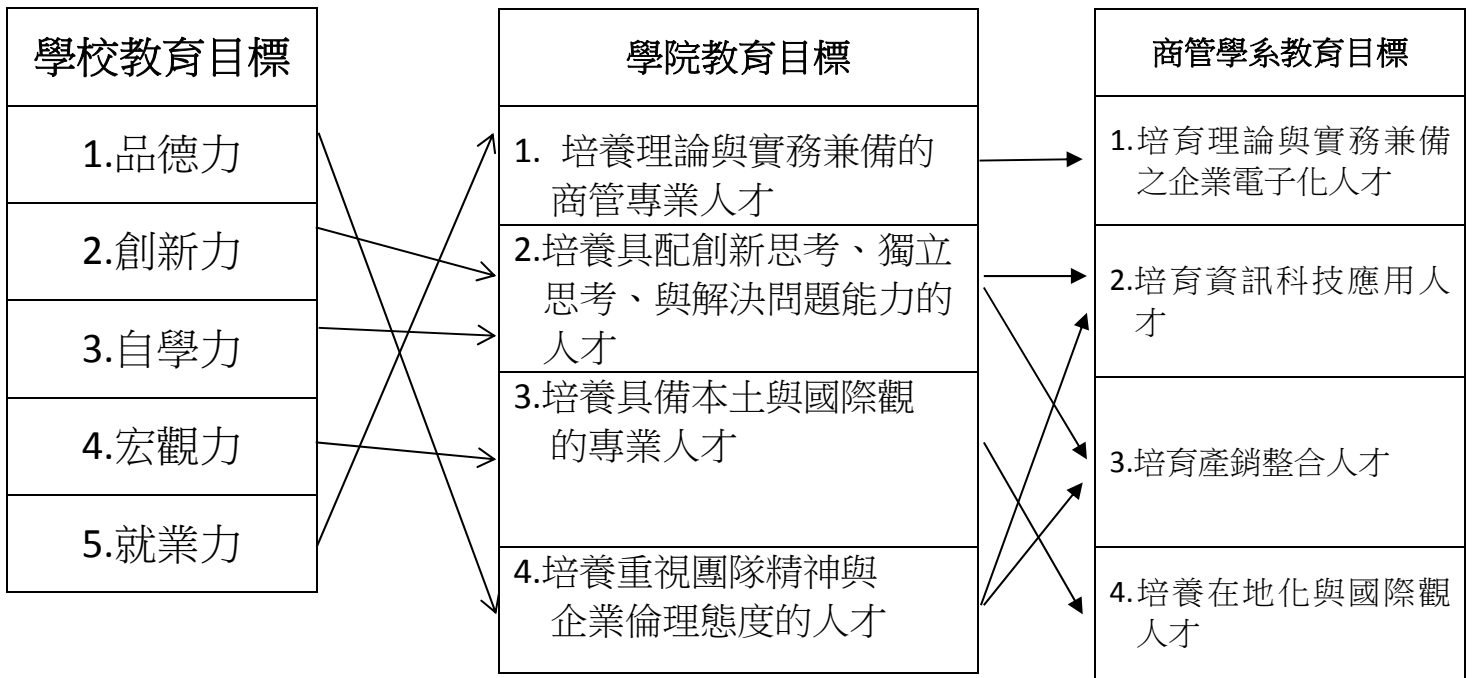 學校教育目標
1.品德力
2.創新力
3.自學力
4.宏觀力
5.就業力
學院教育目標
1. 培養理論與實務兼備的
商管專業人才
2.培養具配創新思考、獨立
思考、與解決問題能力的
人才
3.培養具備本土與國際觀
的專業人才
4.培養重視團隊精神與
企業倫理態度的人才
商管學系教育目標
1.培育理論與實務兼備
之企業電子化人才
2.培育資訊科技應用人
才
3.培育產銷整合人才
4.培養在地化與國際觀
人才